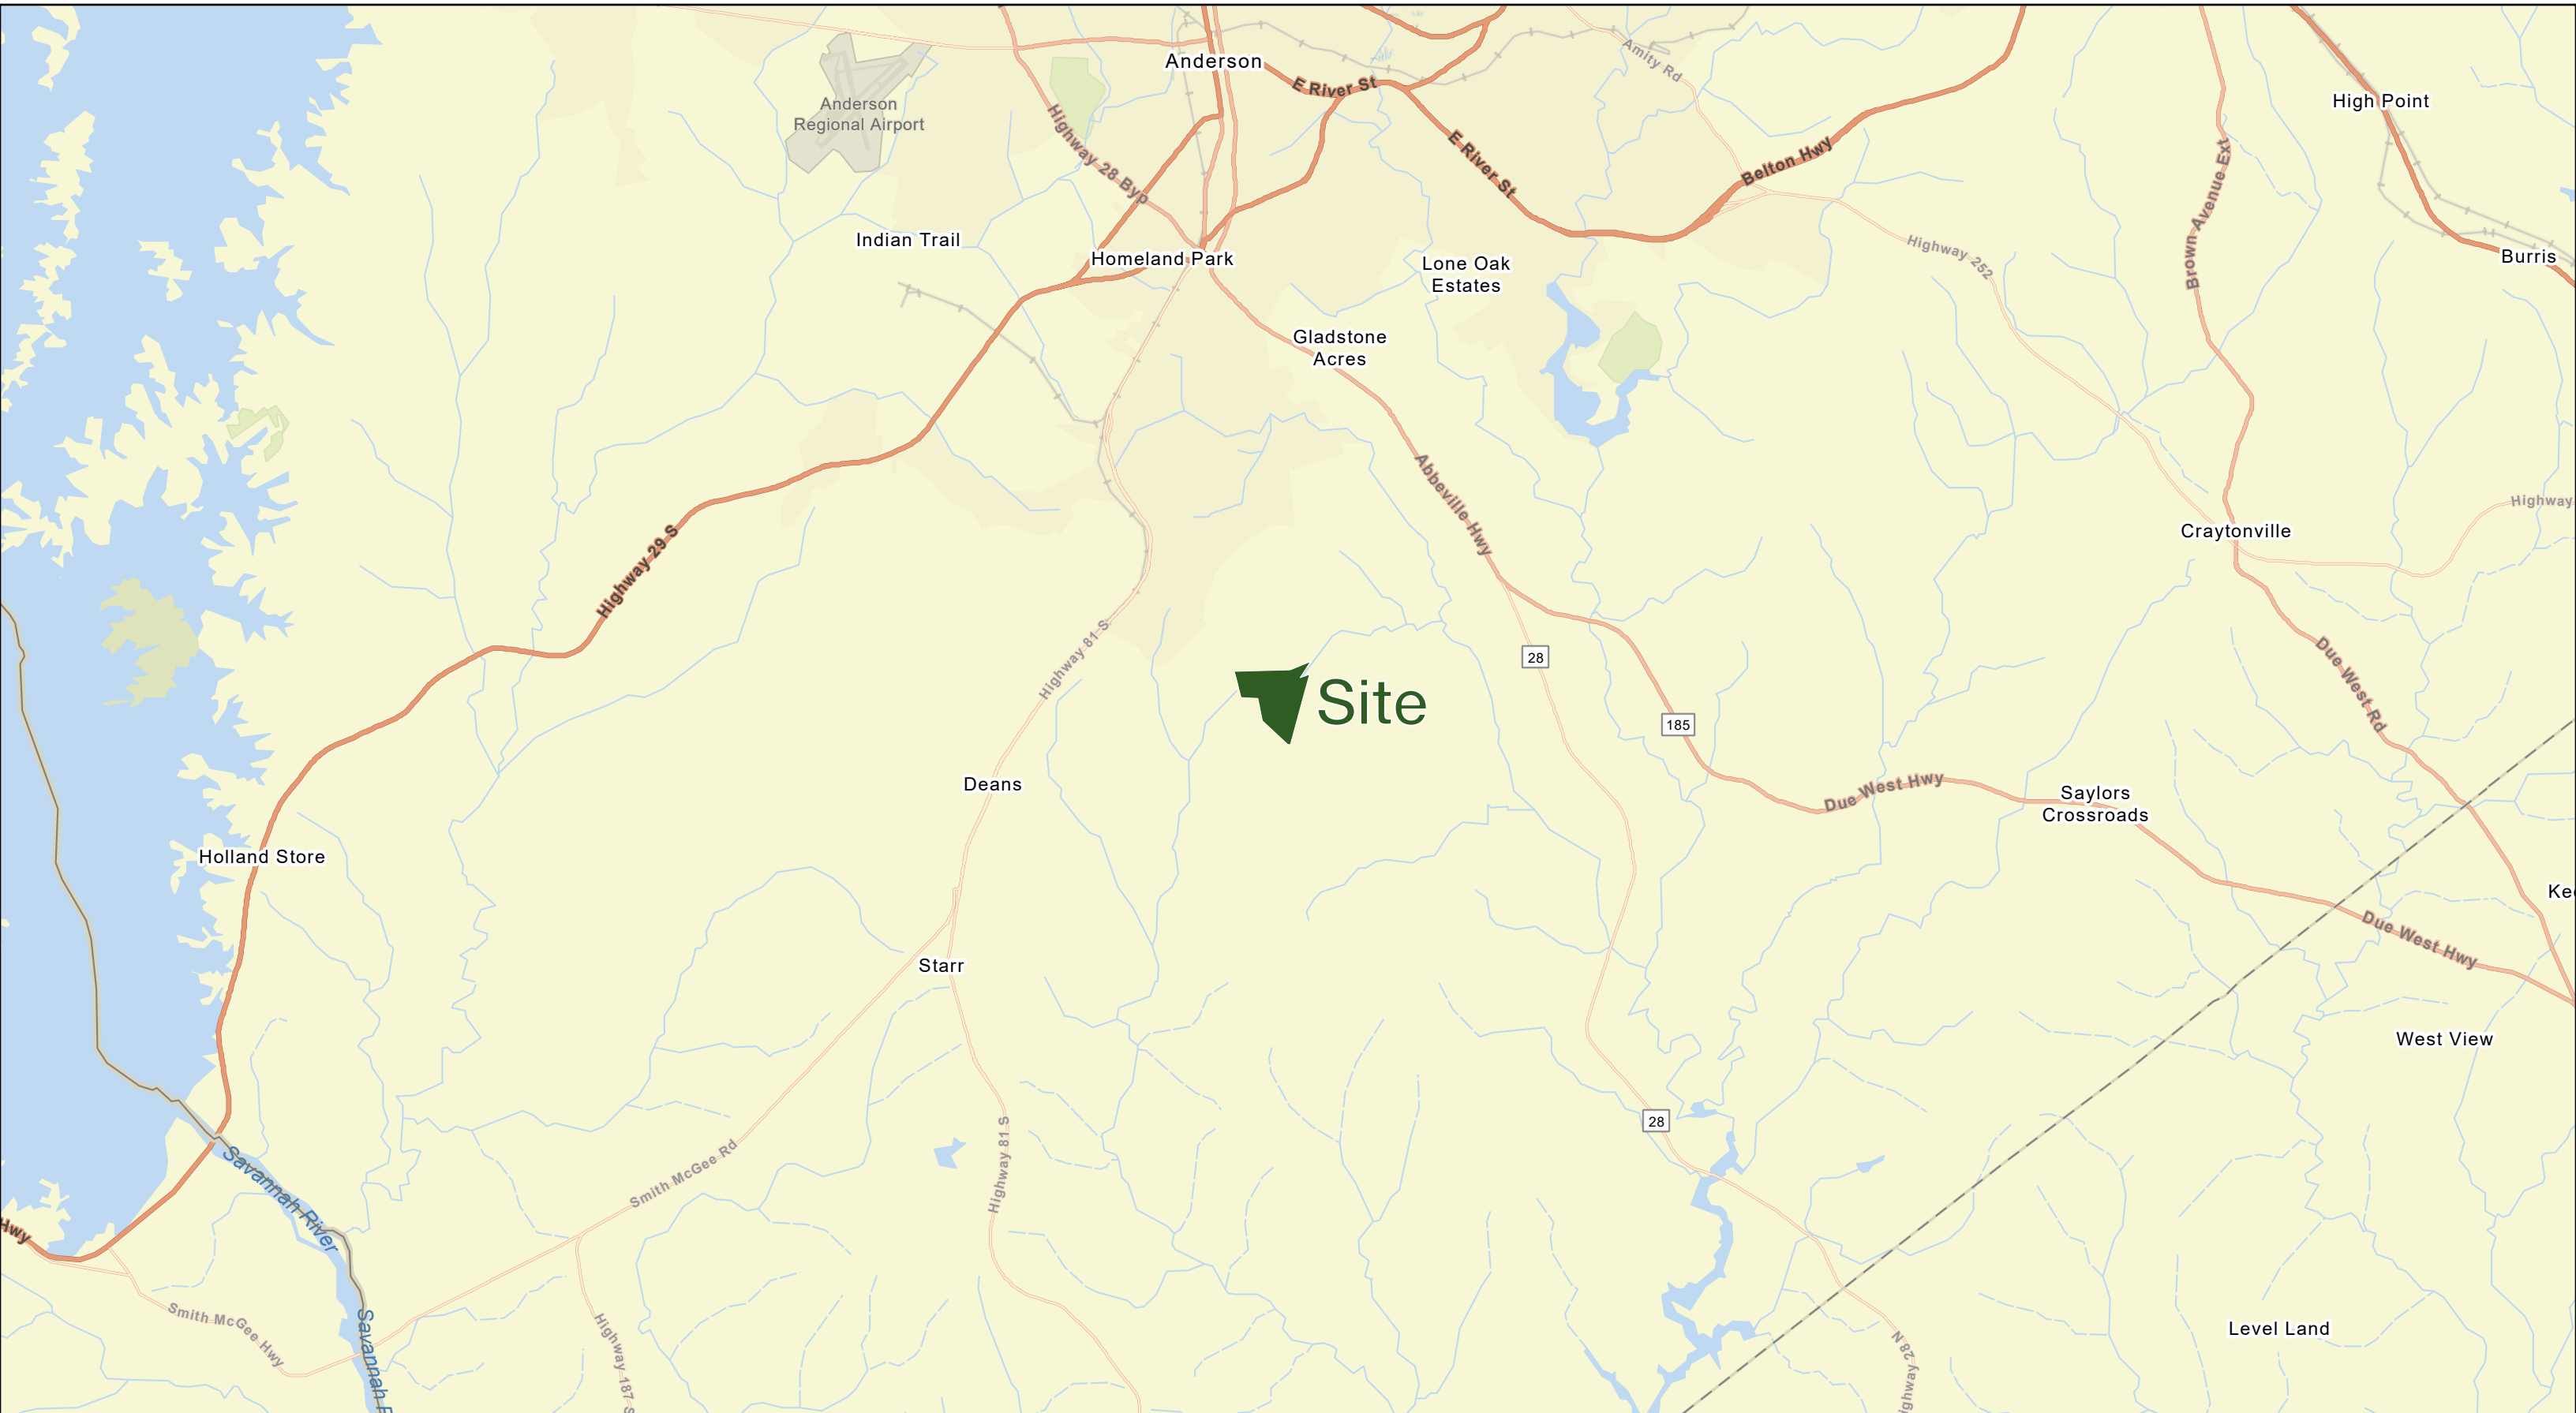 Anderson
Amity Rd
E River St
High Point
Anderson
Regional Airport
Highway 28 Byp
E River St
Belton Hwy
Brown Avenue Ext
Indian Trail
Homeland Park
Highway 252
Burris
Lone Oak
Estates
Gladstone
Acres
Abbeville Hwy
Highway
Craytonville
Highway 29 S
Highway 81 S
28
Due West Rd
Site
185
Deans
Due West Hwy
Saylors
Crossroads
Holland Store
Kee
Due West Hwy
Starr
West View
28
Highway 81 S
Smith McGee Rd
Savannah River
Hwy
Smith McGee Hwy
Savannah
Highway 187 S
Level Land
ighway 28 N